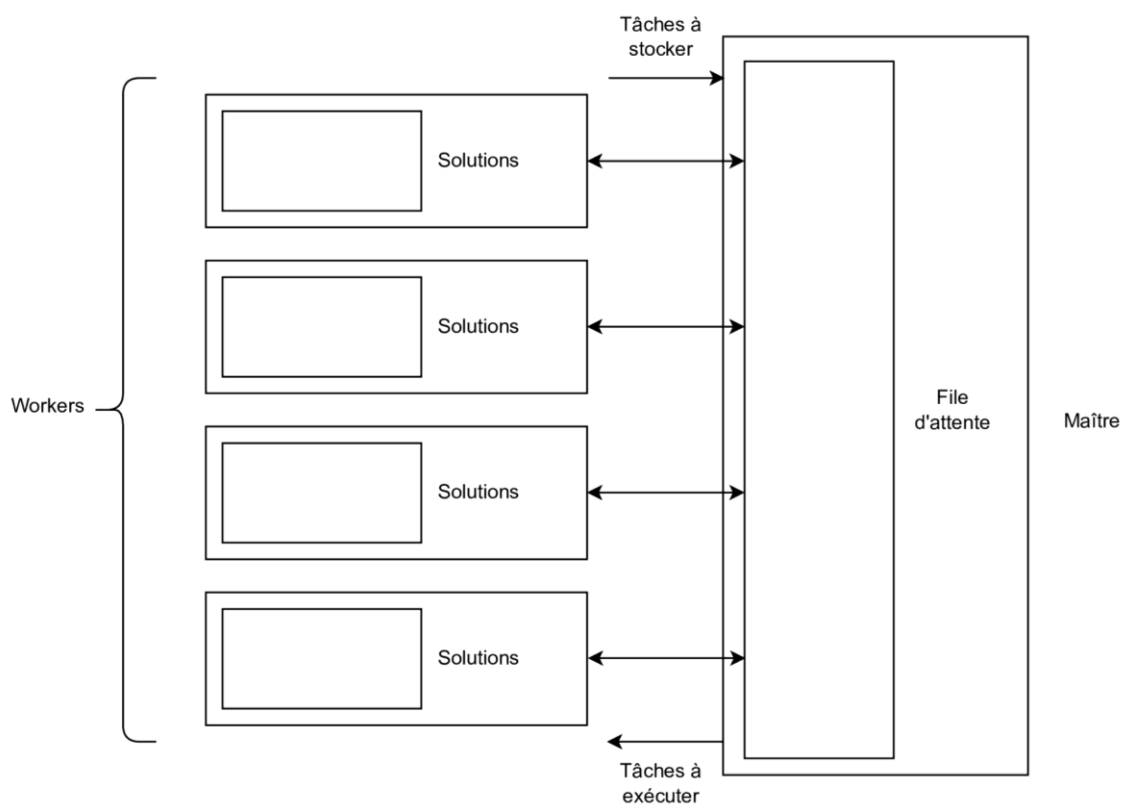 Tâches à
stocker
Solutions
Solutions
Workers
File
d'attente
Maître
Solutions
Solutions
Tâches à
exécuter